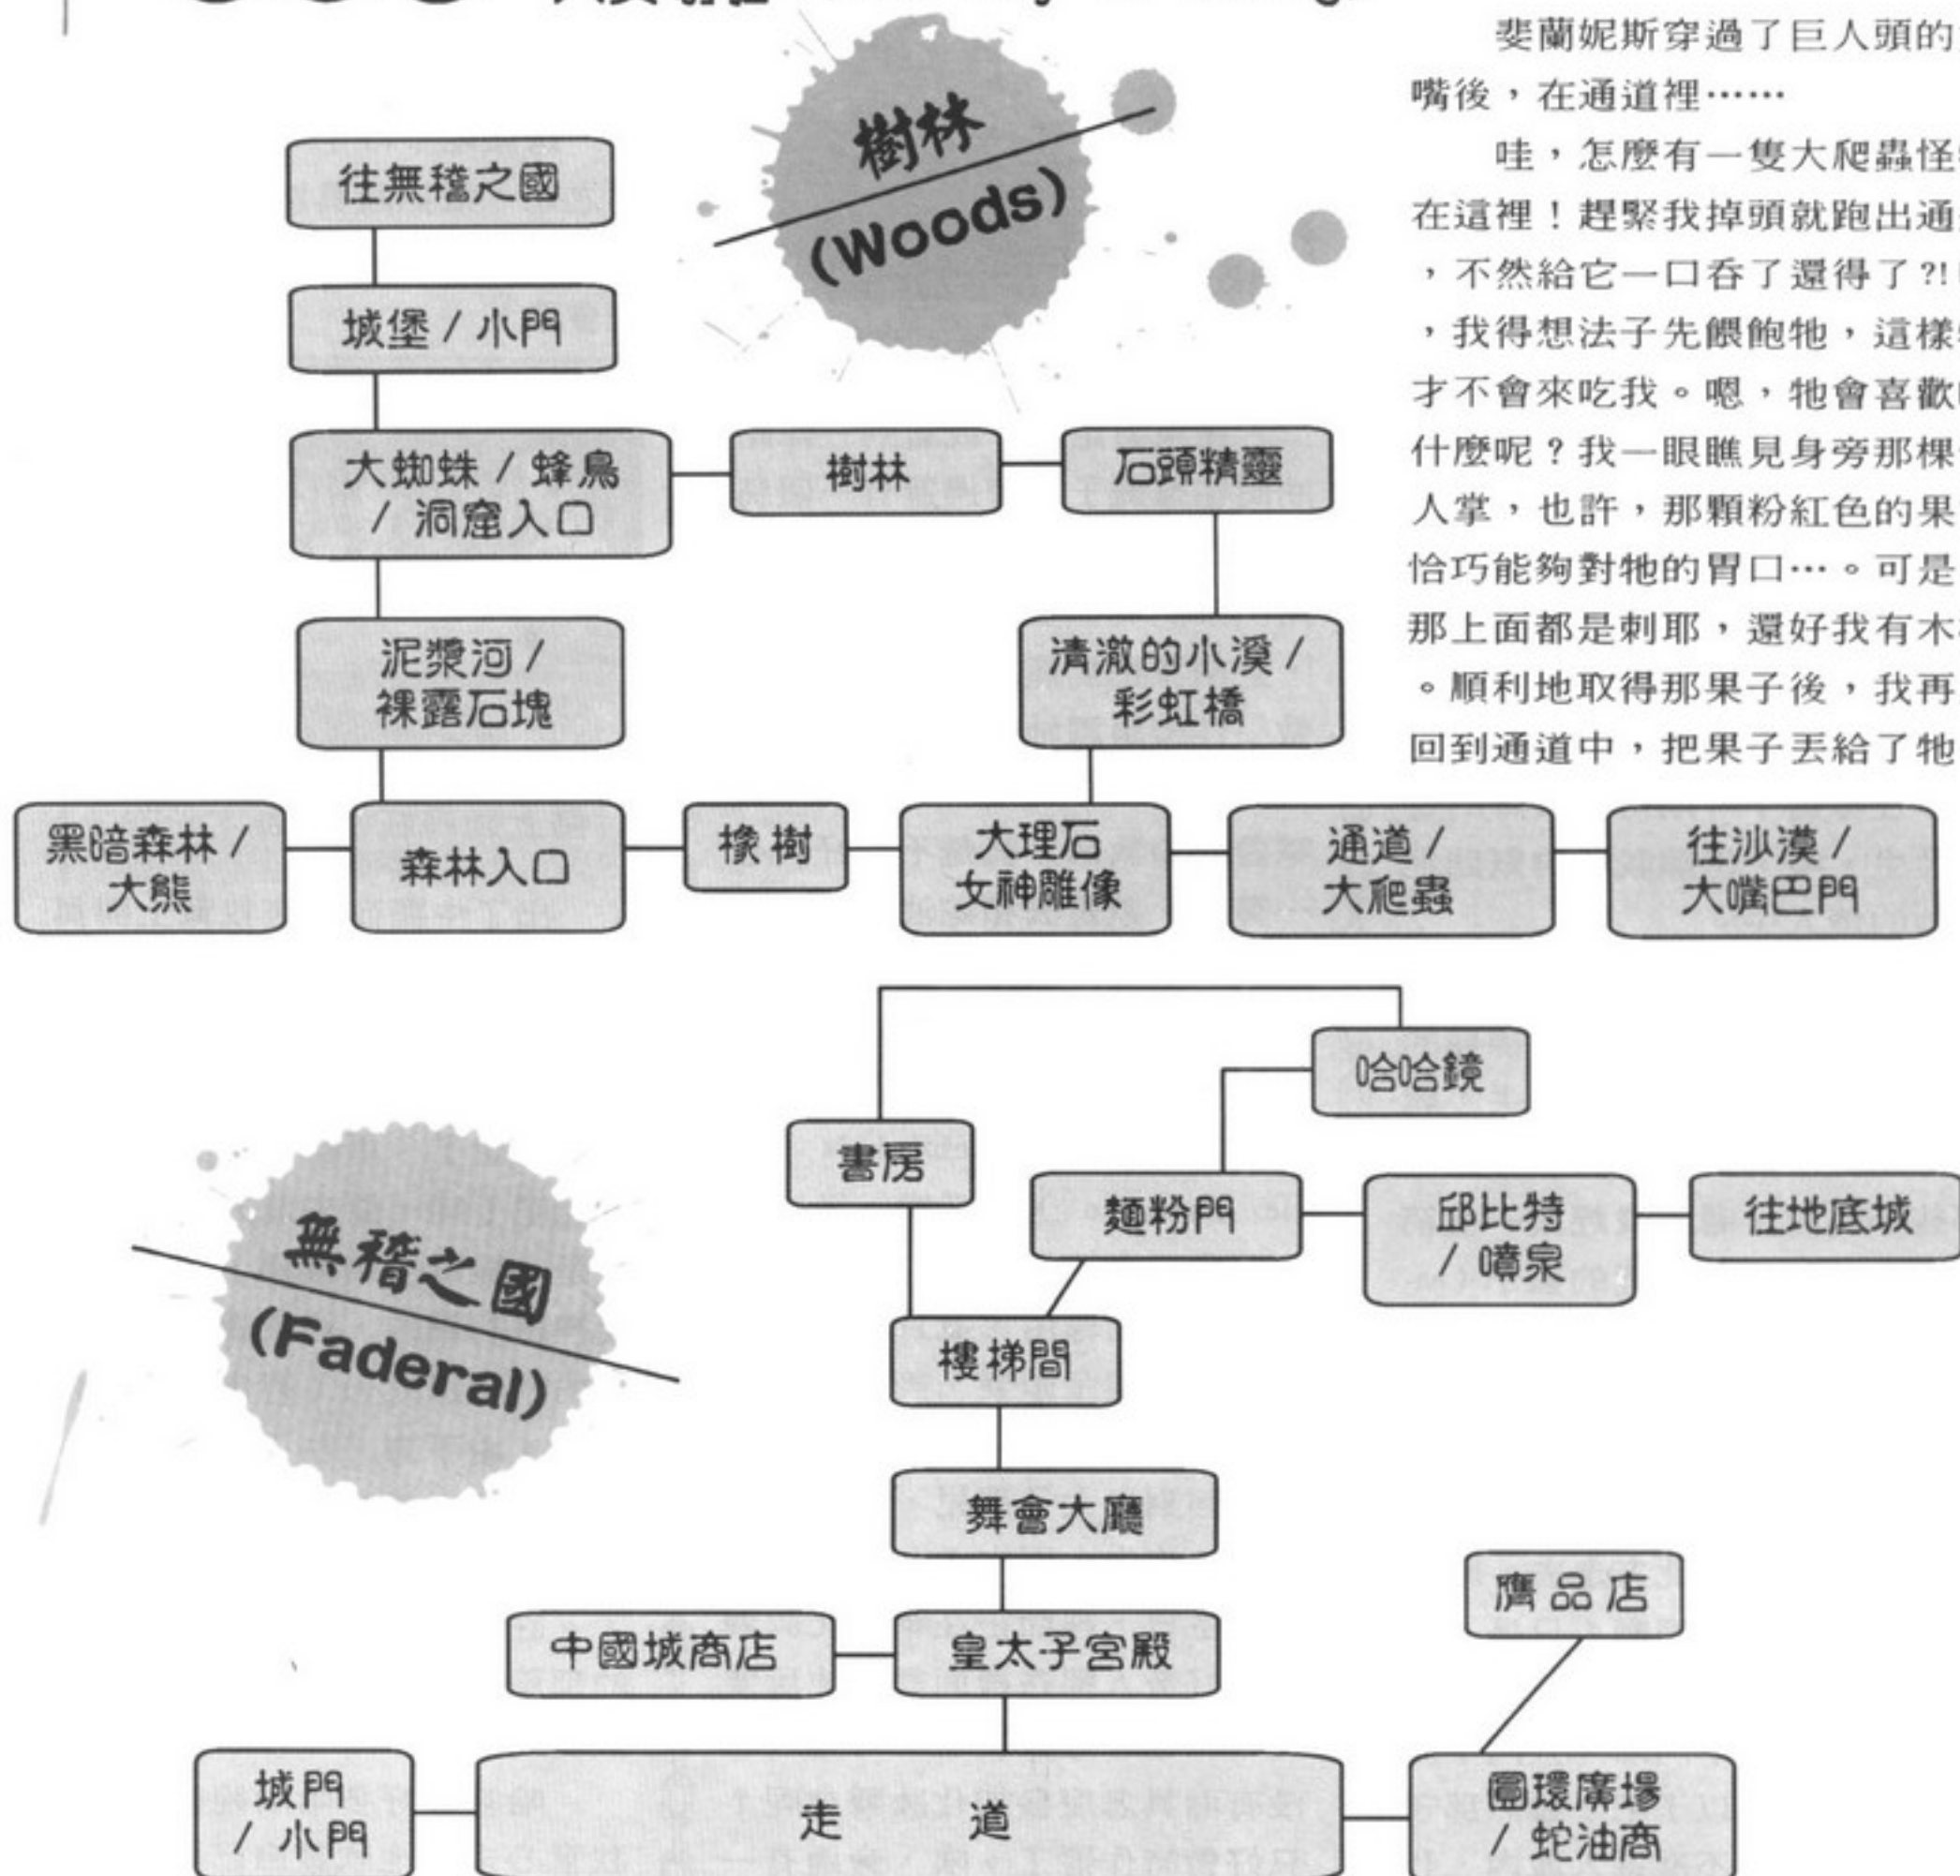 斐蘭妮斯穿過了巨人頭的
嘴後，在通道裡……
哇，怎麼有一隻大爬蟲怪
在這裡！趕緊我掉頭就跑出通
，不然給它一口吞了還得了?!
，我得想法子先餵飽牠，這樣
才不會來吃我。嗯，牠會喜歡
什麼呢？我一眼瞧見身旁那棵
人掌，也許，那顆粉紅色的果
恰巧能夠對牠的胃口…。可是
那上面都是刺耶，還好我有木
。順利地取得那果子後，我再
回到通道中，把果子丟給了牠
樹林
(Woods)
往無稽之國
城堡 / 小門
大蜘蛛 / 蜂鳥
/ 洞窟入口
樹林
石頭精靈
泥漿河 /
裸露石塊
清澈的小溪 /
彩虹橋
黑暗森林 /
大熊
森林入口
橡樹
大理石
女神雕像
通道 /
大爬蟲
往沙漠 /
大嘴巴門
無稽之國
(Faderal)
哈哈鏡
書房
麵粉門
邱比特
/ 噴泉
往地底城
樓梯間
舞會大廳
贗品店
中國城商店
皇太子宮殿
城門
/ 小門
走道
圓環廣場
/ 蛇油商